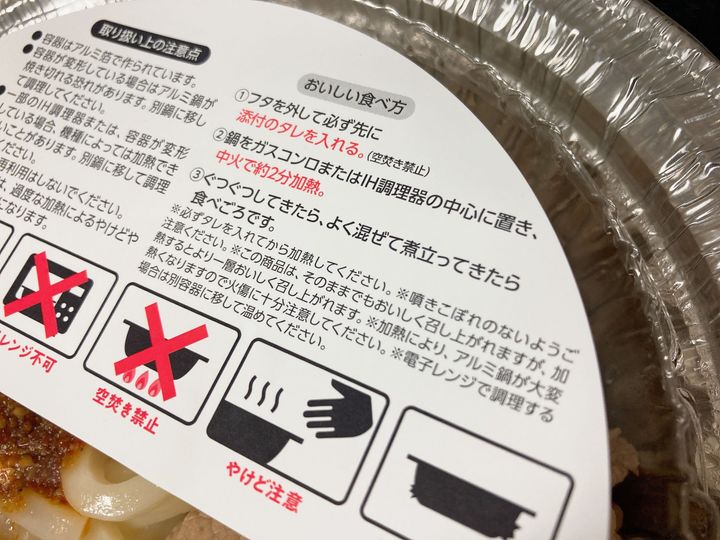 取り扱い上の注意点
●容器はアルミ箔で作られています。
●容器が変形している場合はアルミ鍋が
焼き切れる恐れがあります。別鍋に移し
て調理してください。
部のIH調理器または、容器が変形
している場合、機種によっては加熱でき
いことがあります。別鍋に移して調理
ください。
再利用はしないでください。
は、過度な加熱によるやけどや
になります。
おいしい食べ方
①フタを外して必ず先に
添付のタレを入れる。(空焚き禁止)
②鍋をガスコンロまたはIH調理器の中心に置き、
中火で約2分加熱。
③ぐつぐつしてきたら、よく混ぜて煮立ってきたら
食べごろです。
※必ずタレを入れてから加熱してください。※噴きこぼれのないようご
注意ください。※この商品は、そのままでもおいしく召し上がれますが、加
熱するとより一層おいしく召し上がれます。※加熱により、アルミ鍋が大変
熱くなりますので火傷に十分注意してください。※電子レンジで調理する
場合は別容器に移して温めてください。
レンジ不可
空焚き禁止
やけど注意